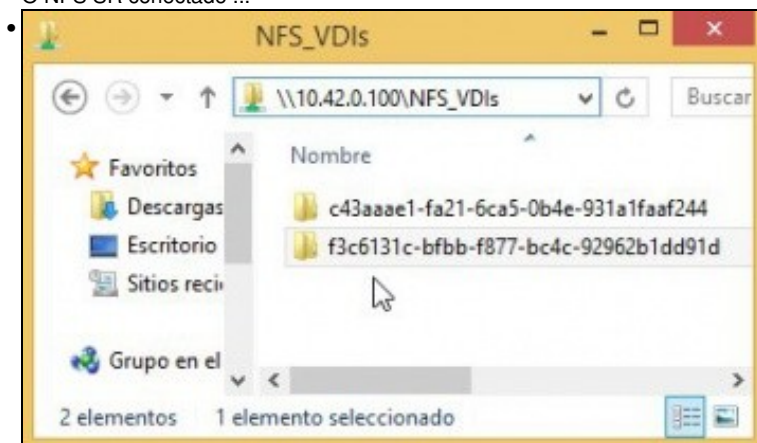 O NFS SR conectado ...
NFS_VDIs
\\10.42.0.100\NFS_VDIs
Buscar
Favoritos
Nombre
Descargas
c43aaae1-fa21-6ca5-0b4e-931a1faaf244
Escritorio
f3c6131c-bfbb-f877-bc4c-92962b1dd91d
Sitios reci
Grupo en el
2 elementos 1 elemento seleccionado